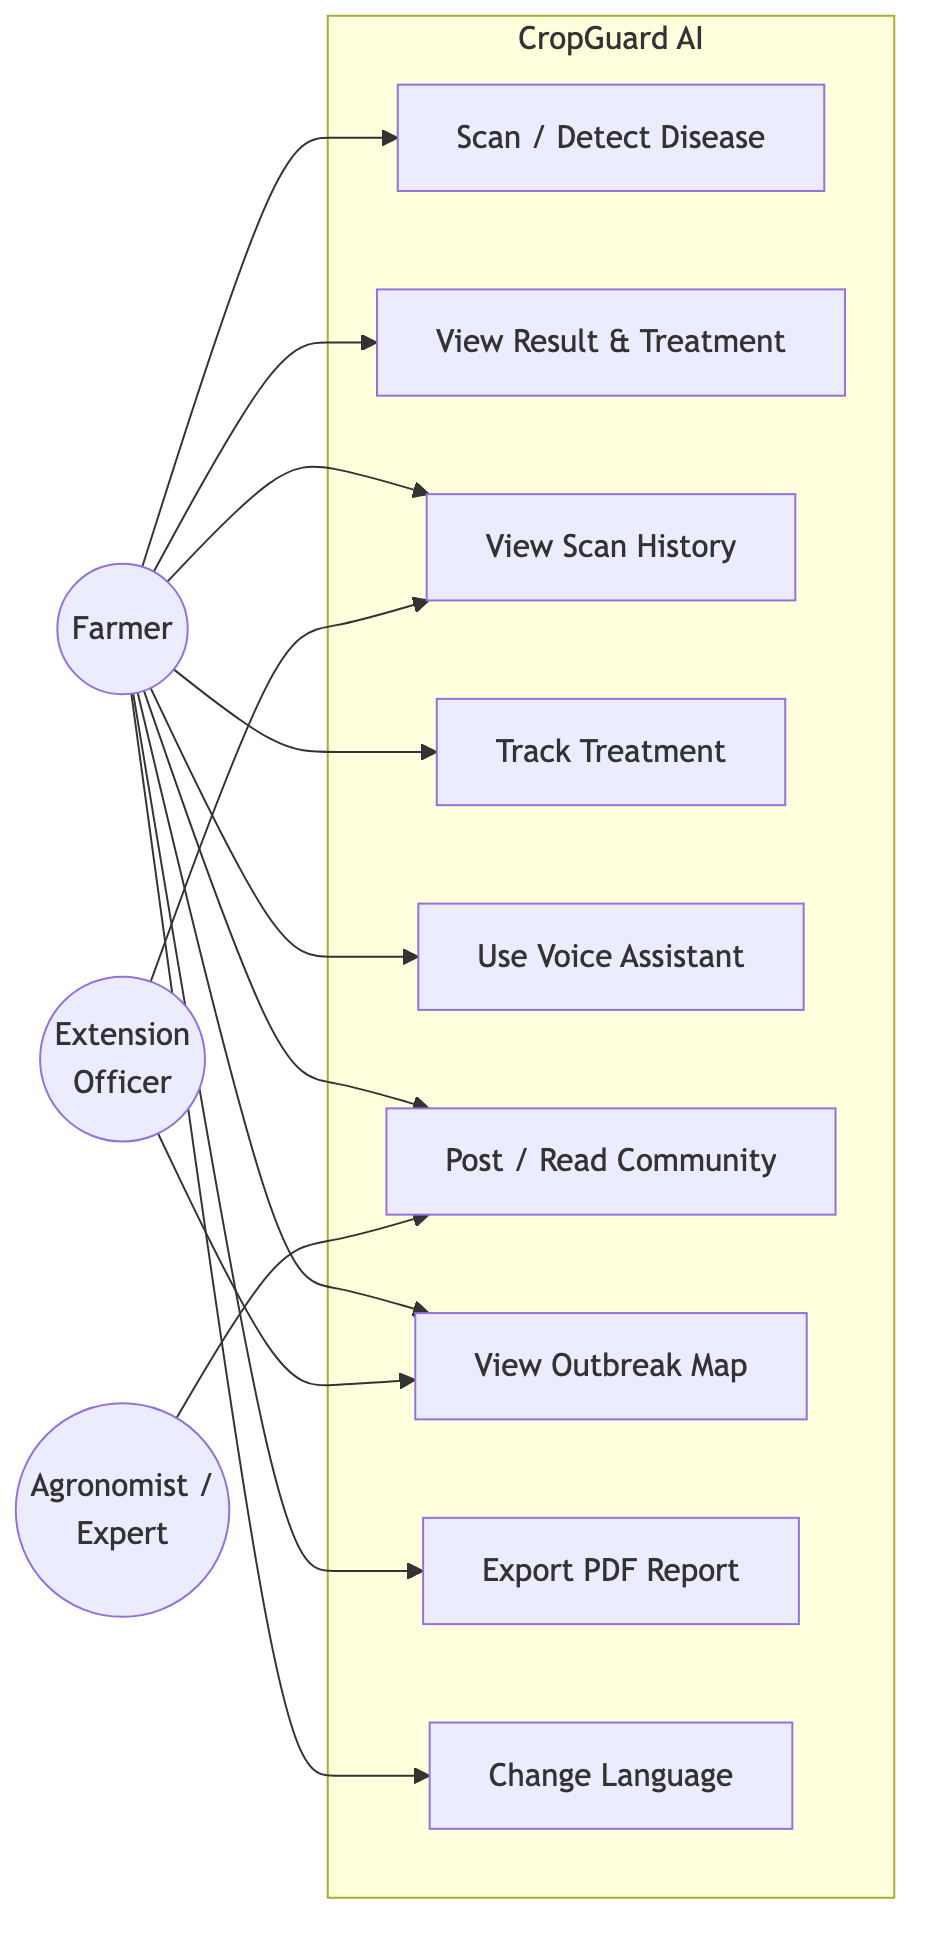 CropGuard AI
Scan / Detect Disease
View Result & Treatment
View Scan History
Farmer
Track Treatment
Use Voice Assistant
Extension
Officer
Post / Read Community
View Outbreak Map
Agronomist /
Expert
Export PDF Report
Change Language